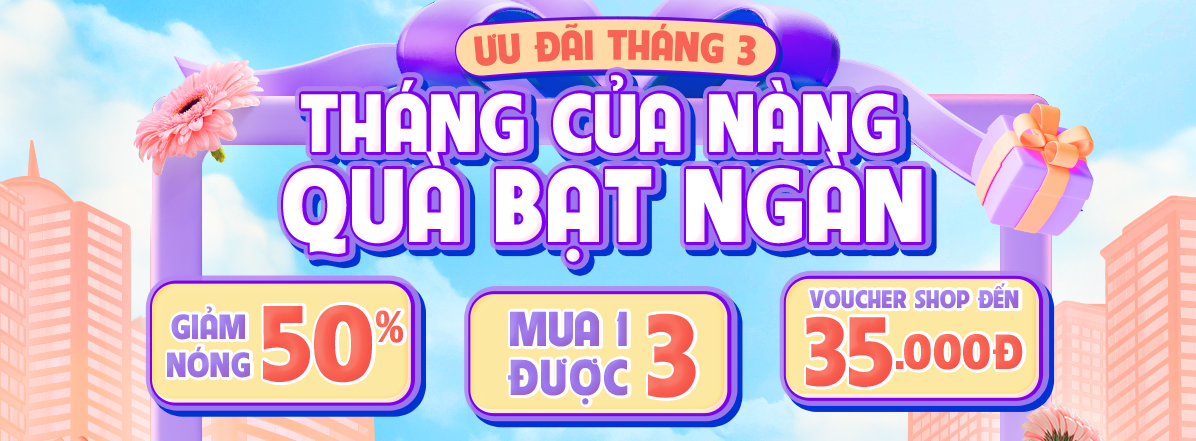 ƯU ĐÃI THÁNG 3
THÁNG CỦA NÀNG
QUÀ BẠT NGÀN
GIẢM NÓNG 50%
MUA 1 ĐƯỢC 3
VOUCHER SHOP ĐẾN
35.000Đ